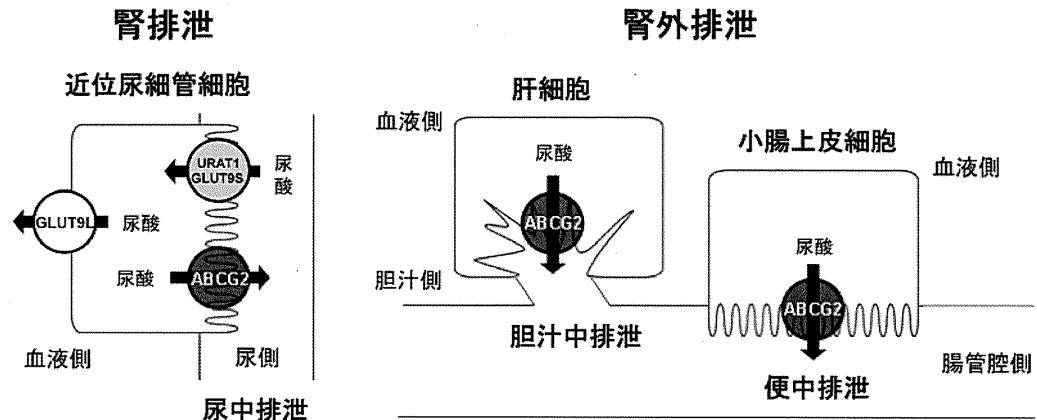 腎排泄
腎外排泄
近位尿細管細胞
URAT1
GLUT9S
尿
酸
GLUT9L
尿酸
尿酸
ABCG2
血液側
尿側
尿中排泄
肝細胞
血液側
尿酸
ABCG2
胆汁側
胆汁中排泄
小腸上皮細胞
血液側
尿酸
ABCG2
腸管腔側
便中排泄